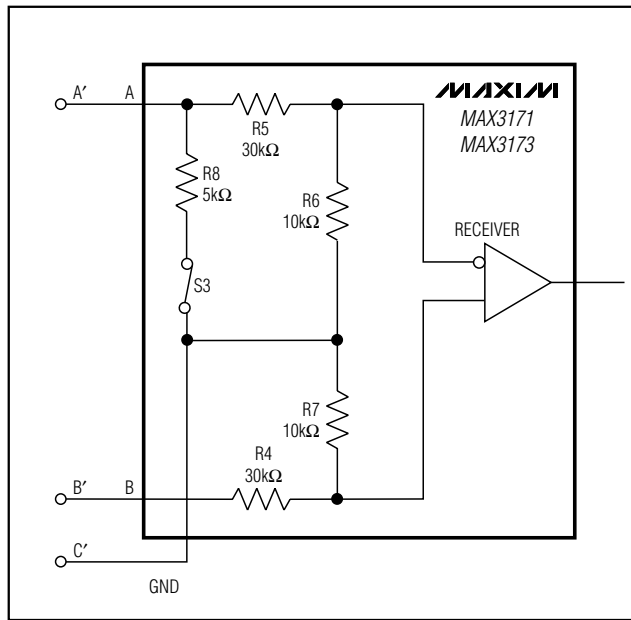 A′ A
MAXIM
MAX3171
MAX3173
R5
30kΩ
R8
5kΩ
R6
10kΩ
RECEIVER
S3
R7
10kΩ
R4
30kΩ
B′ B
C′
GND